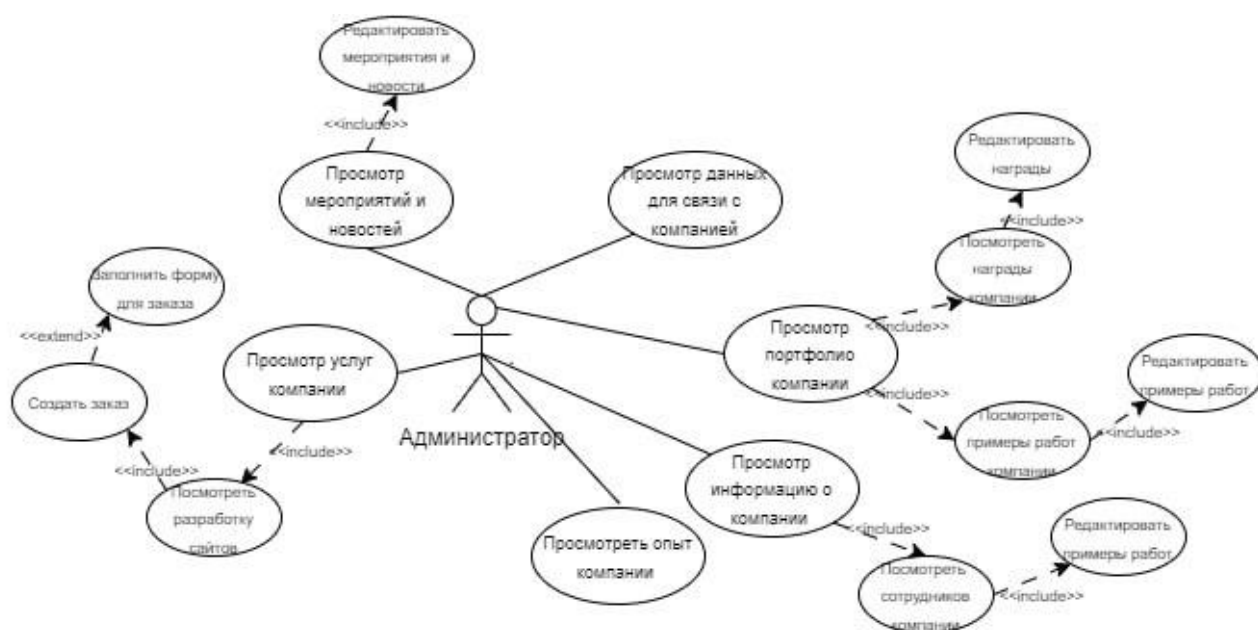 Редактировать
мероприятия и
новости
<<include>>
Просмотр
мероприятий и
новостей
Просмотр данных
для связи с
компанией
Редактировать
награды
<<include>>
Посмотреть
награды
компании
<<include>>
Заполнить форму
для заказа
<<extend>>
Создать заказ
<<include>>
Просмотр услуг
компании
<<include>>
Посмотреть
разработку
сайтов
Администратор
Просмотр
портфолио
компании
<<include>>
Редактировать
примеры работ
<<include>>
Посмотреть
примеры работ
компании
Просмотр
информацию о
компании
<<include>>
Просмотреть опыт
компании
Редактировать
примеры работ
<<include>>
Посмотреть
сотрудников
компании